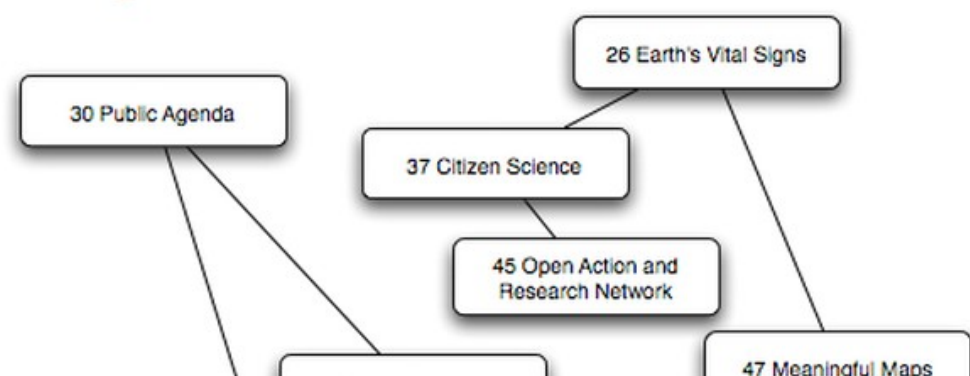 26 Earth's Vital Signs
30 Public Agenda
37 Citizen Science
45 Open Action and
Research Network
47 Meaningful Maps